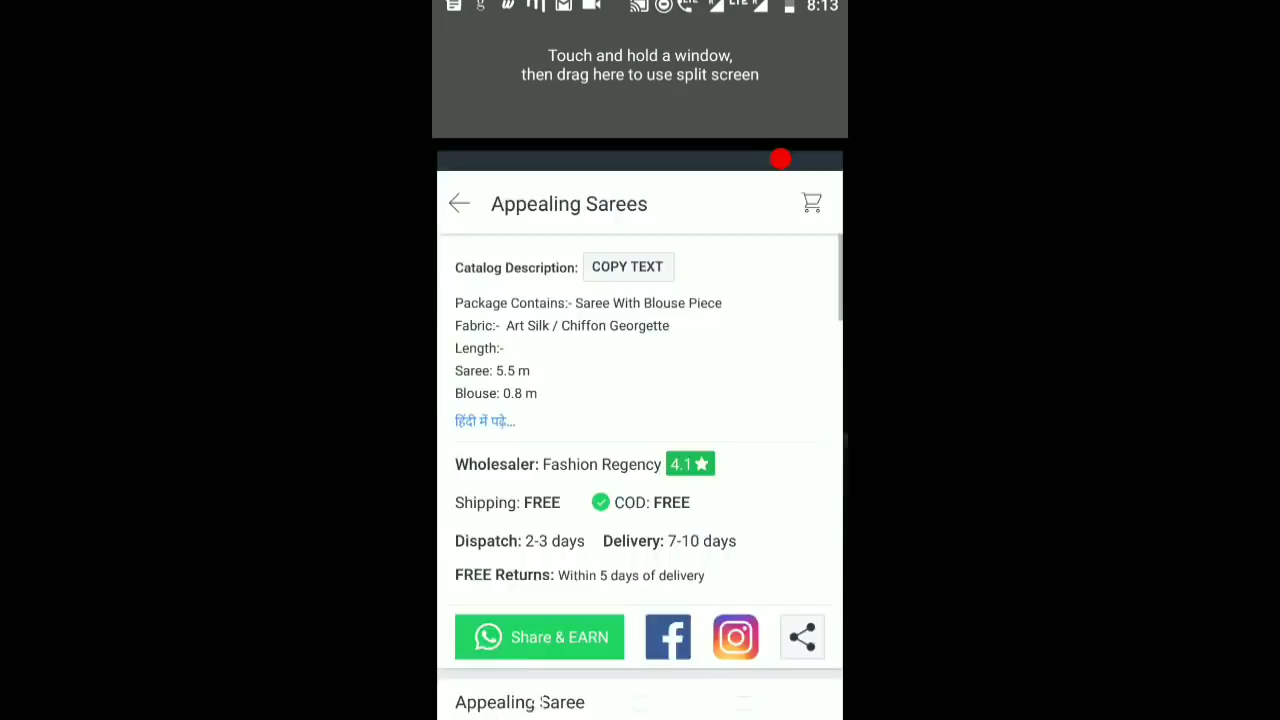 8:13
Touch and hold a window,
then drag here to use split screen
Appealing Sarees
Catalog Description: COPY TEXT
Package Contains:- Saree With Blouse Piece
Fabric:- Art Silk / Chiffon Georgette
Length:-
Saree: 5.5 m
Blouse: 0.8 m
हिंदी में पढ़े...
Wholesaler: Fashion Regency 4.1
Shipping: FREE COD: FREE
Dispatch: 2-3 days Delivery: 7-10 days
FREE Returns: Within 5 days of delivery
Share & EARN
Appealing Saree